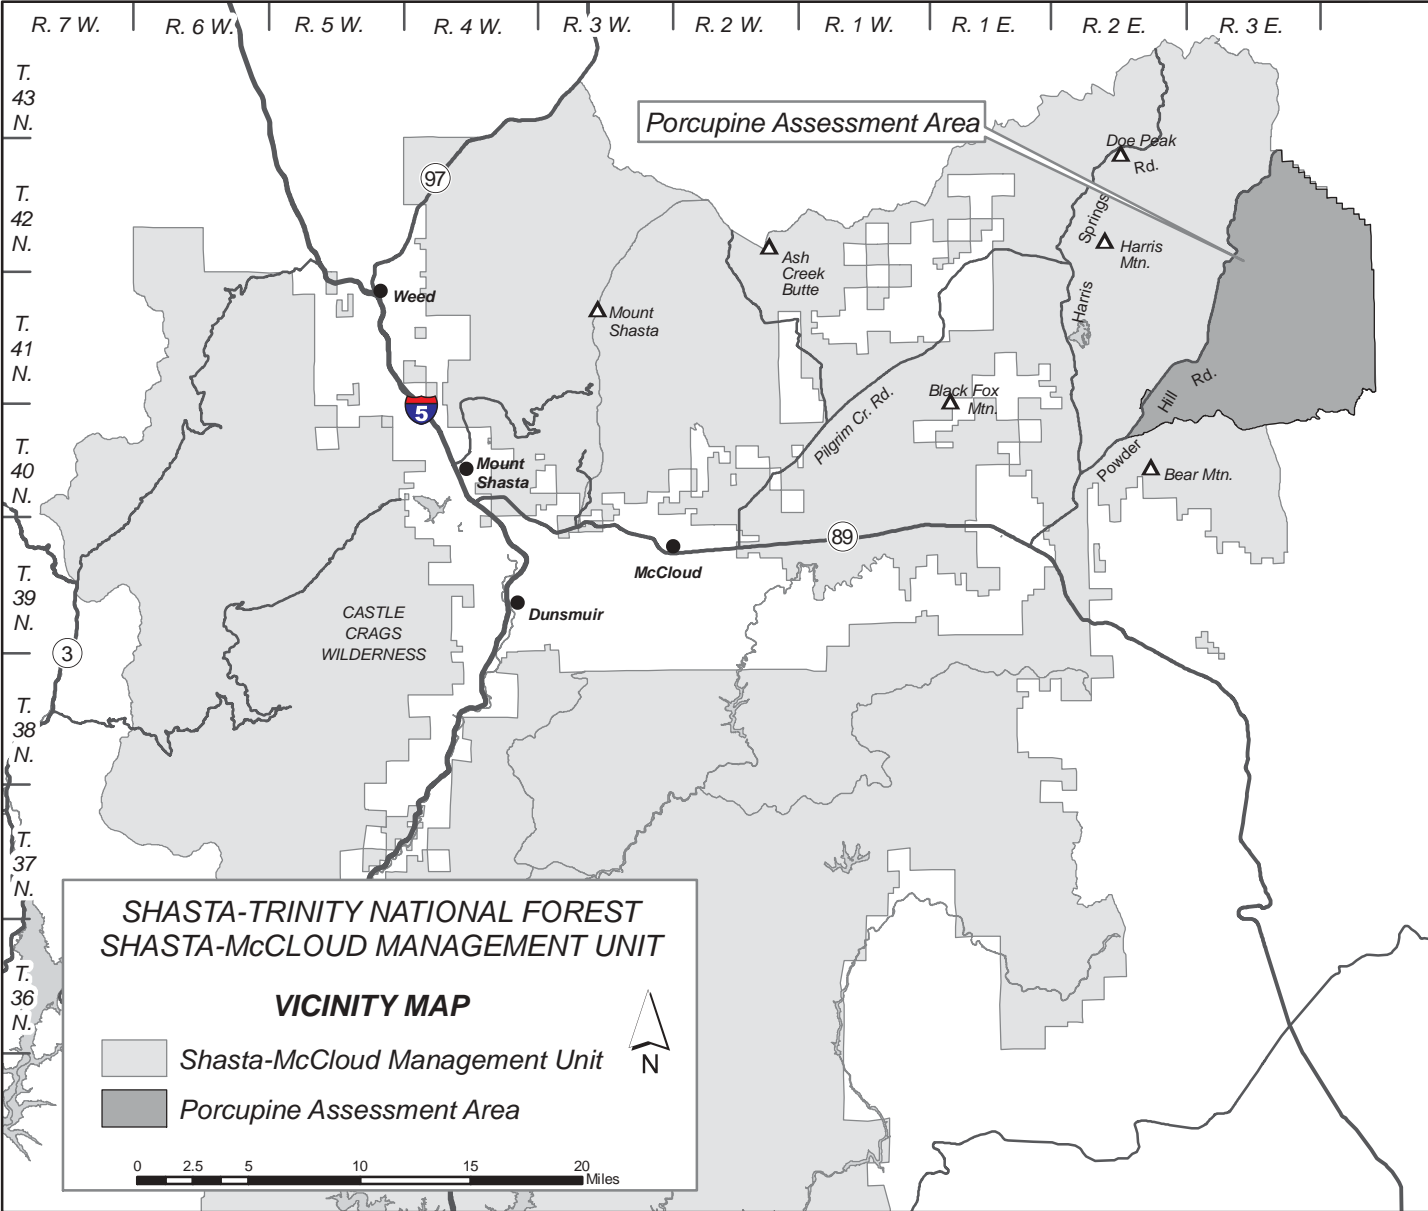 R. 7 W.
R. 6 W.
R. 5 W.
R. 4 W.
R. 3 W.
R. 2 W.
R. 1 W.
R. 1 E.
R. 2 E.
R. 3 E.
T.
43
N.
T.
42
N.
T.
41
N.
T.
40
N.
T.
39
N.
T.
38
N.
T.
37
N.
T.
36
N.
Porcupine Assessment Area
Doe Peak
Rd.
Springs
Harris
Harris
Mtn.
97
Ash
Creek
Butte
Weed
Mount
Shasta
5
Pilgrim Cr. Rd.
Black Fox
Mtn.
Hill
Rd.
Powder
Bear Mtn.
Mount
Shasta
89
McCloud
Dunsmuir
CASTLE
CRAGS
WILDERNESS
3
SHASTA-TRINITY NATIONAL FOREST
SHASTA-McCLOUD MANAGEMENT UNIT
VICINITY MAP
N
Shasta-McCloud Management Unit
Porcupine Assessment Area
0 2.5 5 10 15 20
Miles